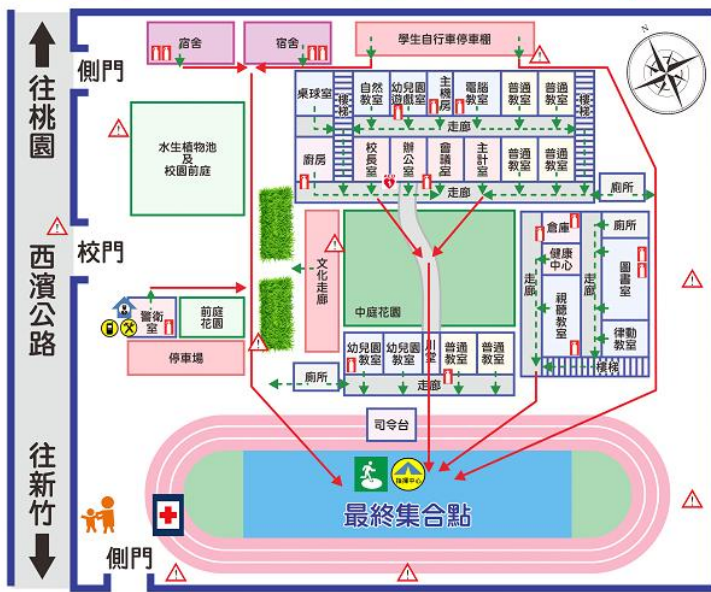 宿舍
宿舍
學生自行車停車棚
N
側門
往桃園
桌球室
樓梯
自然教室
幼兒園遊戲室
主機房
電腦教室
普通教室
普通教室
樓梯
走廊
水生植物池
及
校園前庭
廚房
校長室
辦公室
會議室
主計室
普通教室
普通教室
走廊
廁所
校門
西濱公路
文化走廊
中庭花園
倉庫
健康中心
視聽教室
走廊
走廊
廁所
圖書室
律動教室
樓梯
警衛室
前庭花園
停車場
幼兒園教室
幼兒園教室
川堂
普通教室
普通教室
廁所
走廊
司令台
往新竹
指揮中心
最終集合點
側門